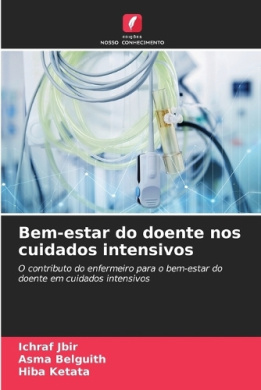 edições
NOSSO CONHECIMENTO
Bem-estar do doente nos
cuidados intensivos
O contributo do enfermeiro para o bem-estar do
doente em cuidados intensivos
Ichraf Jbir
Asma Belguith
Hiba Ketata